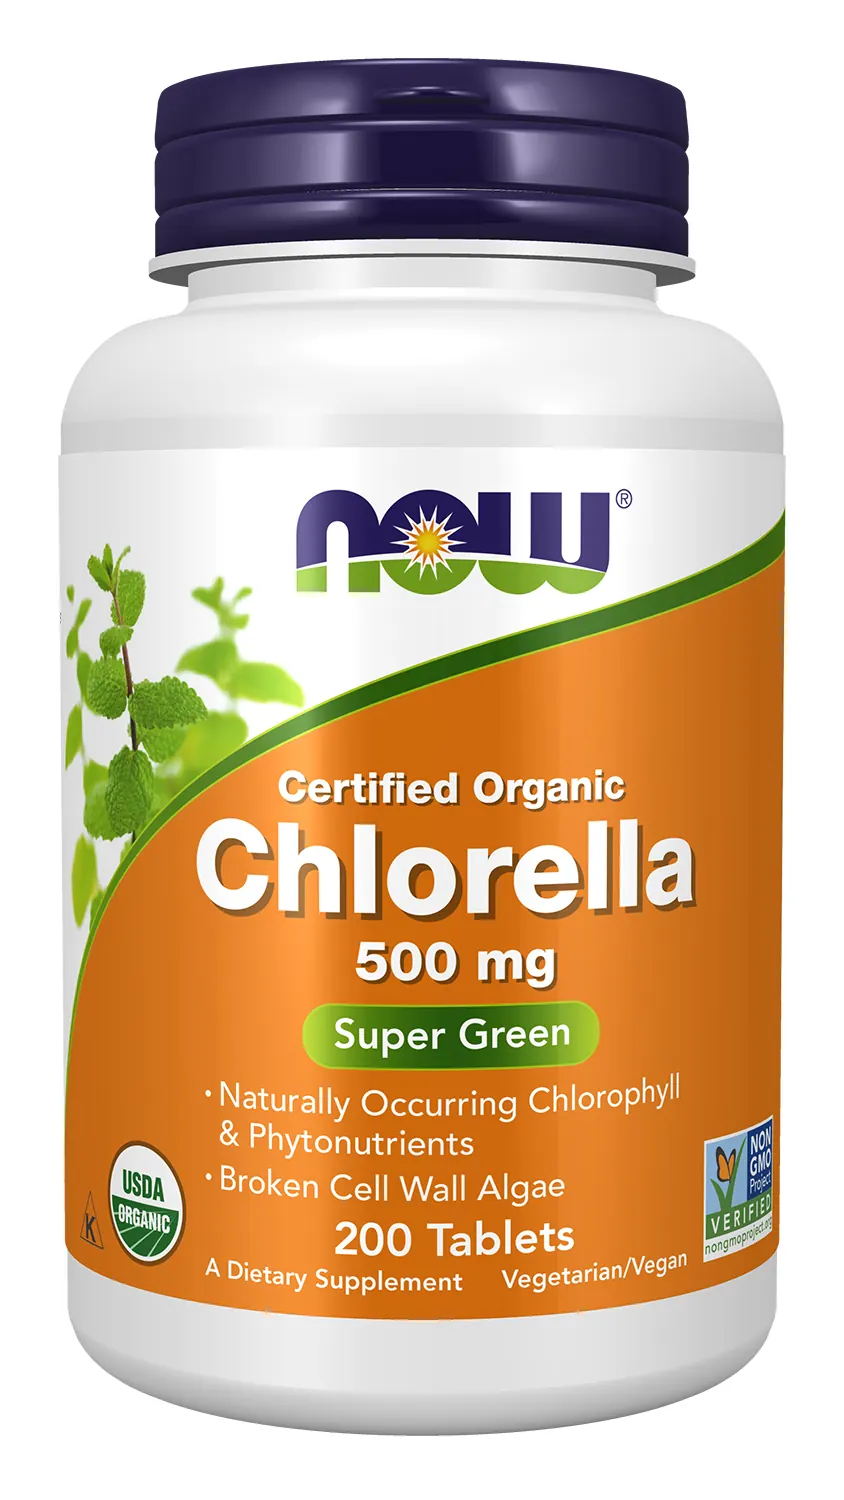 NOW®
Certified Organic
Chlorella
500 mg
Super Green
• Naturally Occurring Chlorophyll
& Phytonutrients
• Broken Cell Wall Algae
200 Tablets
A Dietary Supplement
Vegetarian/Vegan
K
USDA
ORGANIC
NON
GMO
Project
VERIFIED
nongmoproject.org